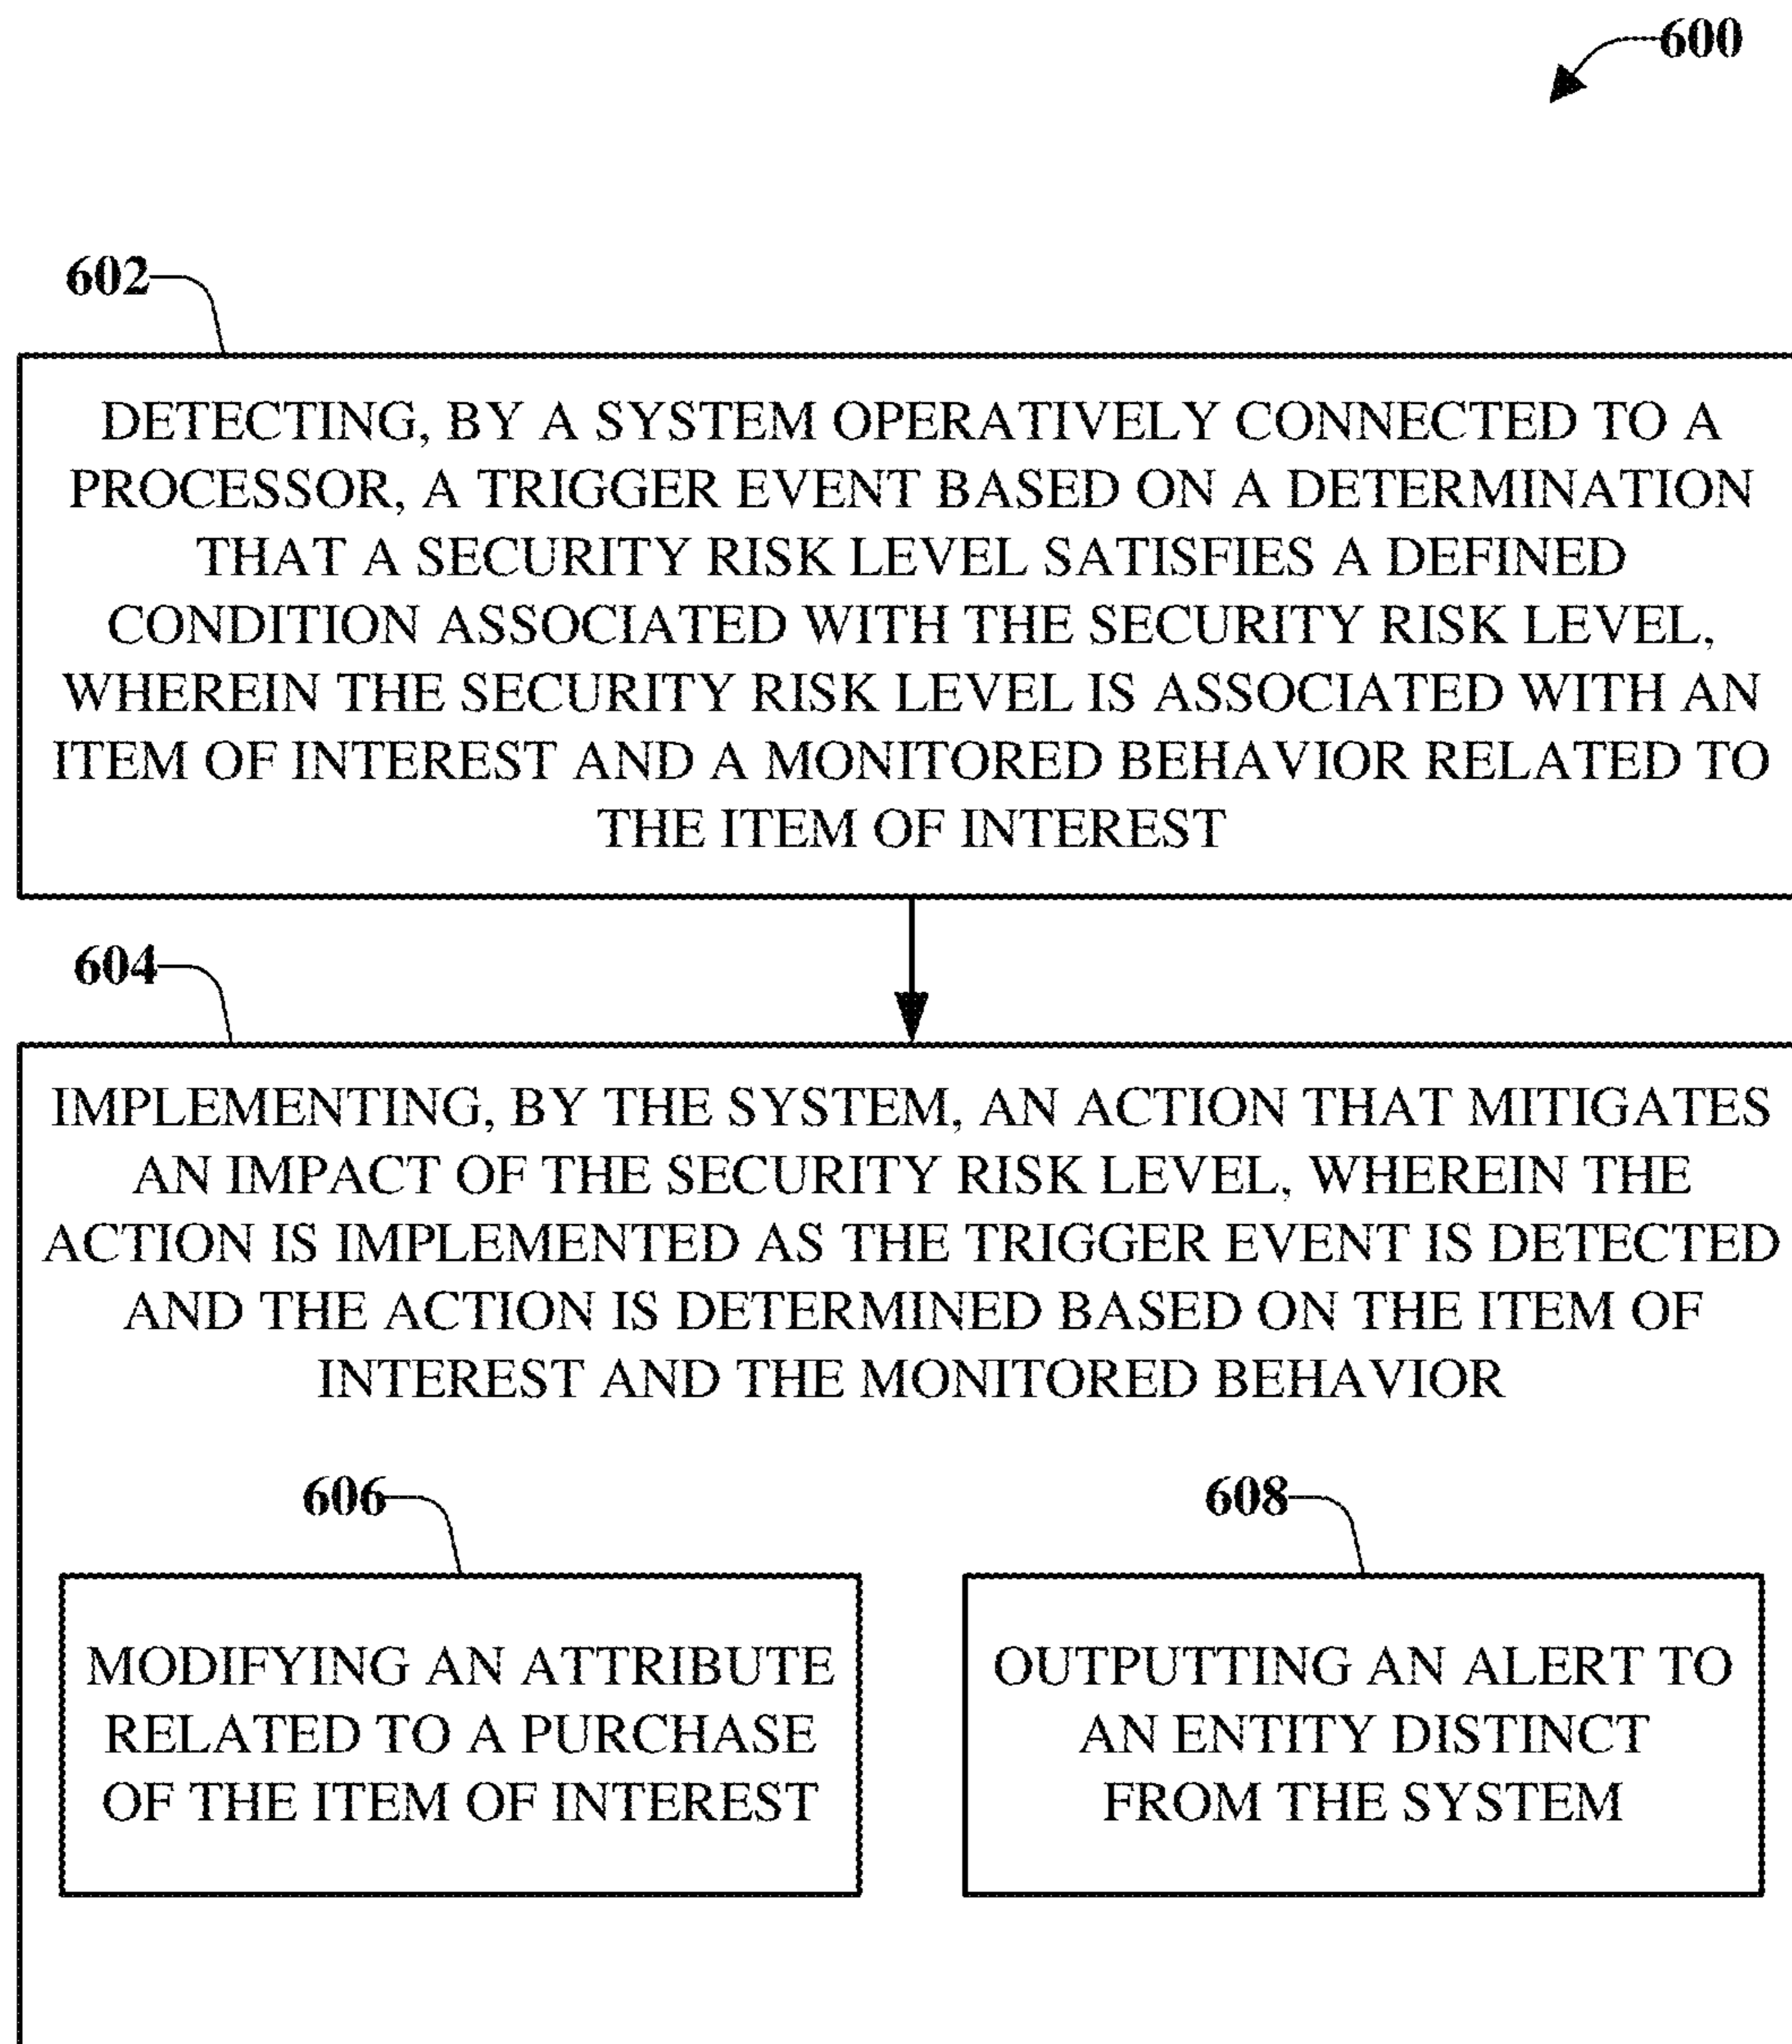 600
602
DETECTING, BY A SYSTEM OPERATIVELY CONNECTED TO A
PROCESSOR, A TRIGGER EVENT BASED ON A DETERMINATION
THAT A SECURITY RISK LEVEL SATISFIES A DEFINED
CONDITION ASSOCIATED WITH THE SECURITY RISK LEVEL,
WHEREIN THE SECURITY RISK LEVEL IS ASSOCIATED WITH AN
ITEM OF INTEREST AND A MONITORED BEHAVIOR RELATED TO
THE ITEM OF INTEREST
604
IMPLEMENTING, BY THE SYSTEM, AN ACTION THAT MITIGATES
AN IMPACT OF THE SECURITY RISK LEVEL, WHEREIN THE
ACTION IS IMPLEMENTED AS THE TRIGGER EVENT IS DETECTED
AND THE ACTION IS DETERMINED BASED ON THE ITEM OF
INTEREST AND THE MONITORED BEHAVIOR
606
MODIFYING AN ATTRIBUTE
RELATED TO A PURCHASE
OF THE ITEM OF INTEREST
608
OUTPUTTING AN ALERT TO
AN ENTITY DISTINCT
FROM THE SYSTEM